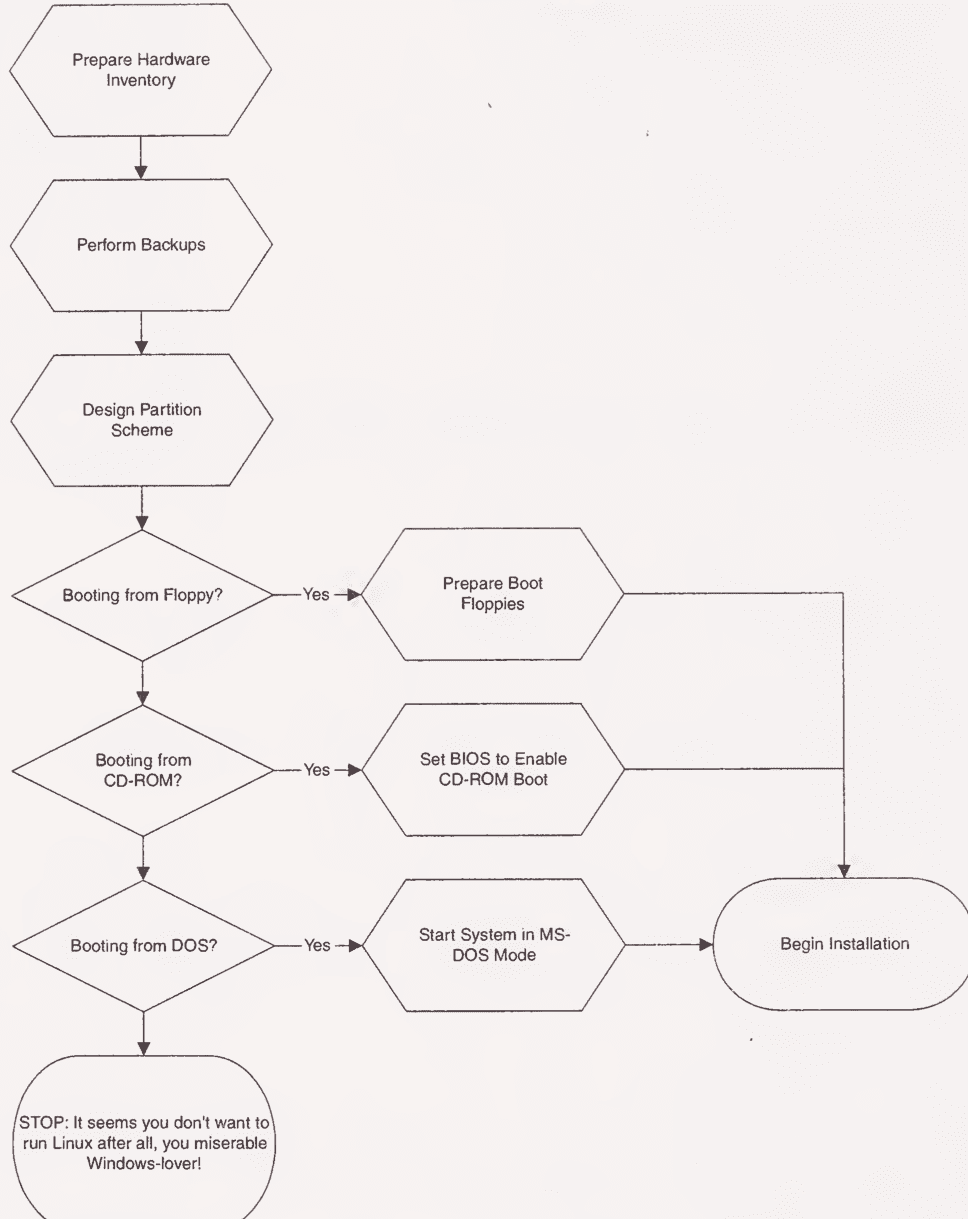 Prepare Hardware
Inventory
Perform Backups
Design Partition
Scheme
Booting from Floppy?
Yes
Prepare Boot
Floppies
Booting from
CD-ROM?
Yes
Set BIOS to Enable
CD-ROM Boot
Booting from DOS?
Yes
Start System in MS-
DOS Mode
Begin Installation
STOP: It seems you don't want to
run Linux after all, you miserable
Windows-lover!